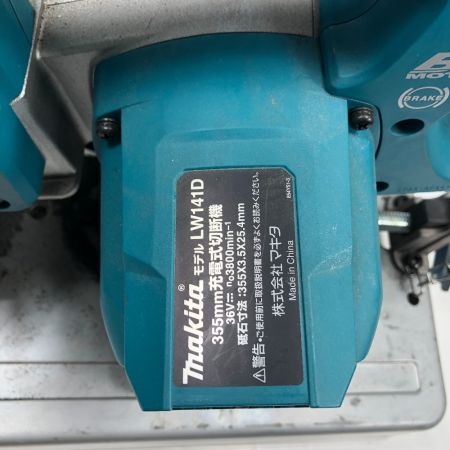 makita モデル LW141D
355mm充電式切断機
36V⎓ n₀3800min⁻¹
砥石寸法:355X3.5X25.4mm
⚠警告・ご使用前に取扱説明書を必ずよくお読みください。
株式会社 マキタ
Made in China
BRAKE